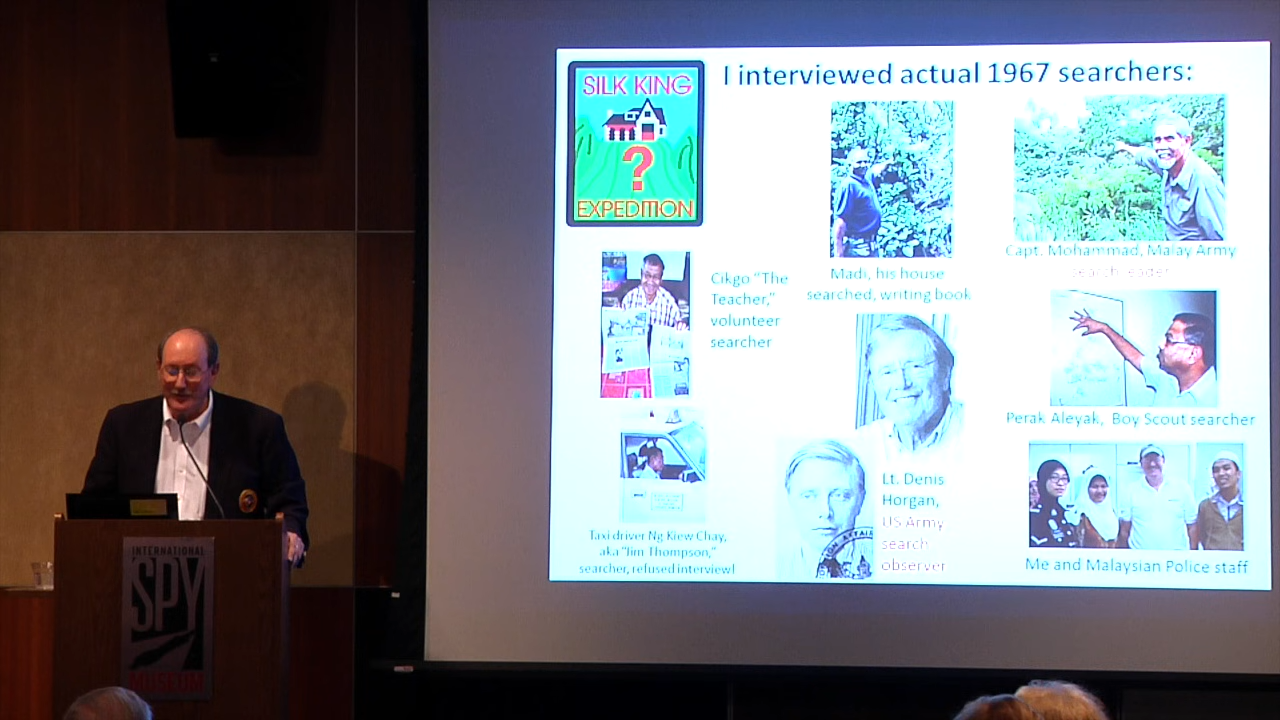 I interviewed actual 1967 searchers:
SILK KING
?
EXPEDITION
Capt. Mohammad, Malay Army
search leader
Madi, his house
searched, writing book
Cikgo "The
Teacher,"
volunteer
searcher
Perak Aleyak, Boy Scout searcher
Lt. Denis
Horgan,
US Army
search
observer
Taxi driver Ng Kiew Chay,
aka "Jim Thompson,"
searcher, refused interview!
Me and Malaysian Police staff
INTERNATIONAL
SPY
MUSEUM